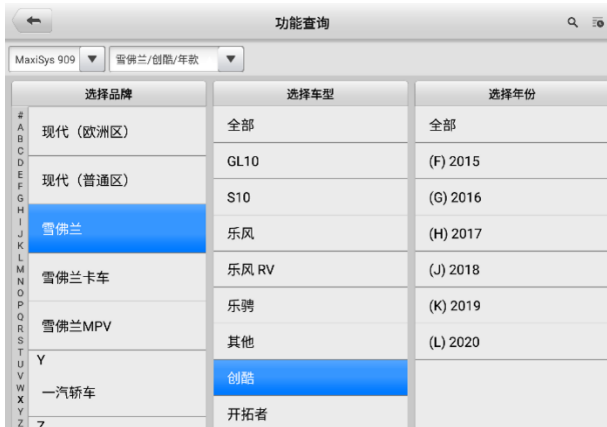 功能查询
MaxiSys 909
雪佛兰/创酷/年款
选择品牌
选择车型
选择年份
#
A
B
C
D
E
F
G
H
I
J
K
L
M
N
O
P
Q
R
S
T
U
V
W
X
Y
Z
现代（欧洲区）
现代（普通区）
雪佛兰
雪佛兰卡车
雪佛兰MPV
Y
一汽轿车
Z
全部
GL10
S10
乐风
乐风 RV
乐骋
其他
创酷
开拓者
全部
(F) 2015
(G) 2016
(H) 2017
(J) 2018
(K) 2019
(L) 2020